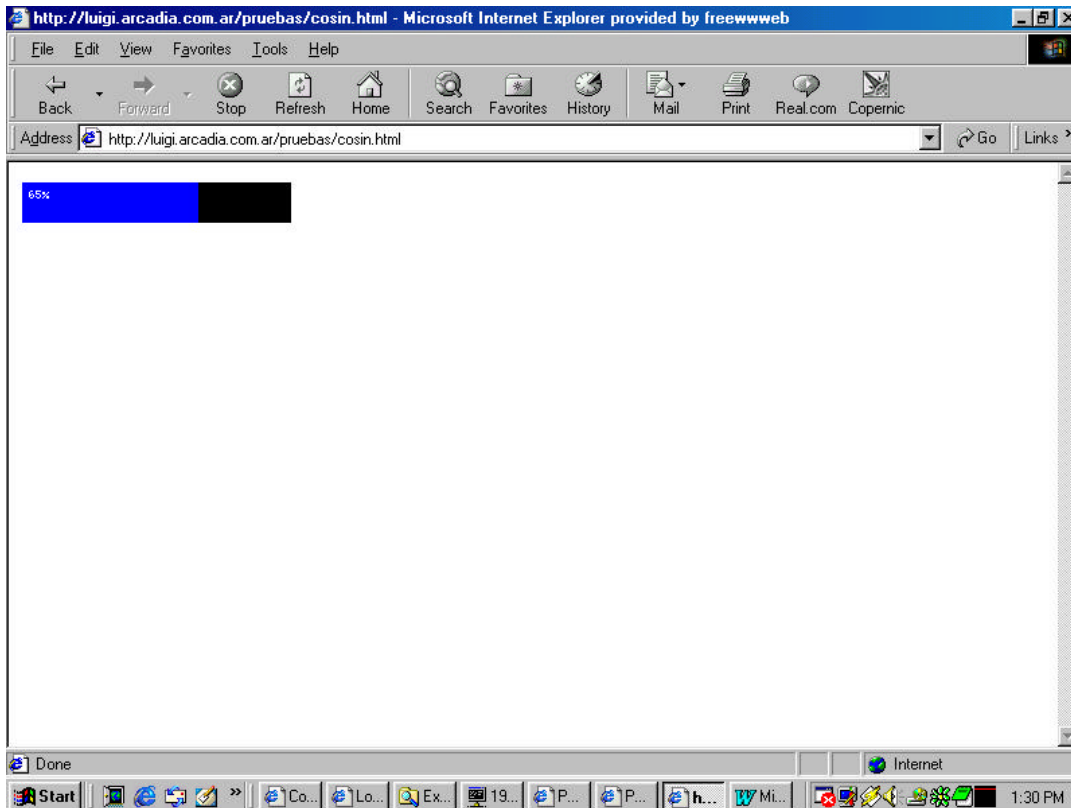 http://luigi.arcadia.com.ar/pruebas/cosin.html - Microsoft Internet Explorer provided by freewwweb
File Edit View Favorites Tools Help
Back Forward Stop Refresh Home Search Favorites History Mail Print Real.com Copernic
Address http://luigi.arcadia.com.ar/pruebas/cosin.html Go Links »
65%
Done Internet
Start » Co... Lo... Ex... 19... P... P... h... Mi... 1:30 PM